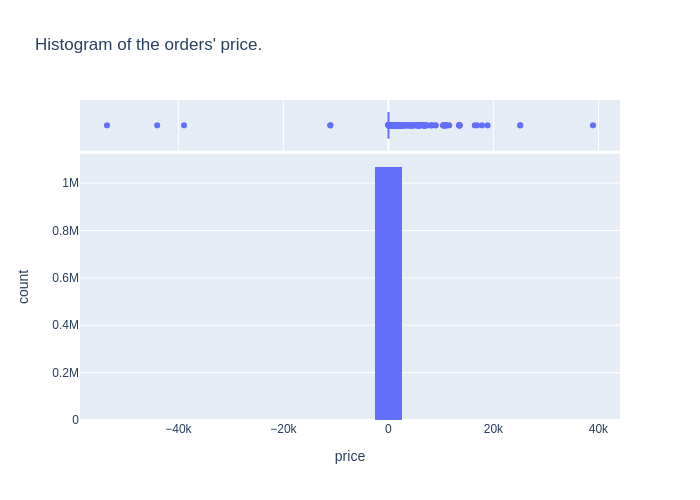 Histogram of the orders' price.
1M
0.8M
0.6M
0.4M
0.2M
0
count
−40k
−20k
0
20k
40k
price